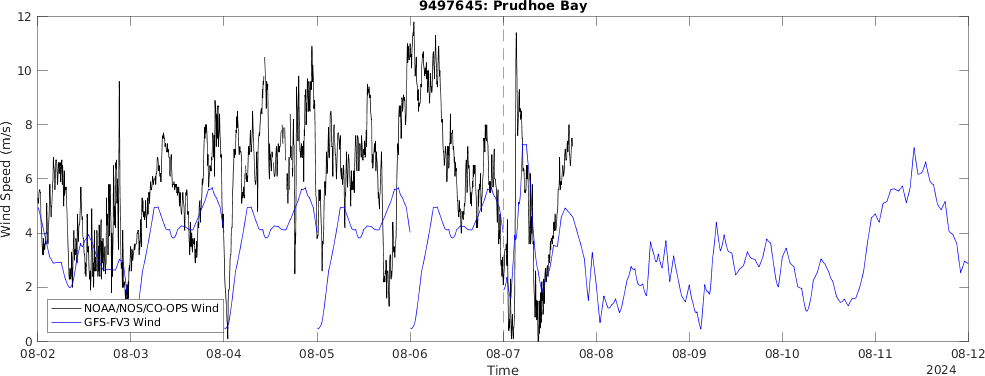 9497645: Prudhoe Bay
12
10
8
6
4
2
0
Wind Speed (m/s)
NOAA/NOS/CO-OPS Wind
GFS-FV3 Wind
08-02 08-03 08-04 08-05 08-06 08-07 08-08 08-09 08-10 08-11 08-12
Time
2024